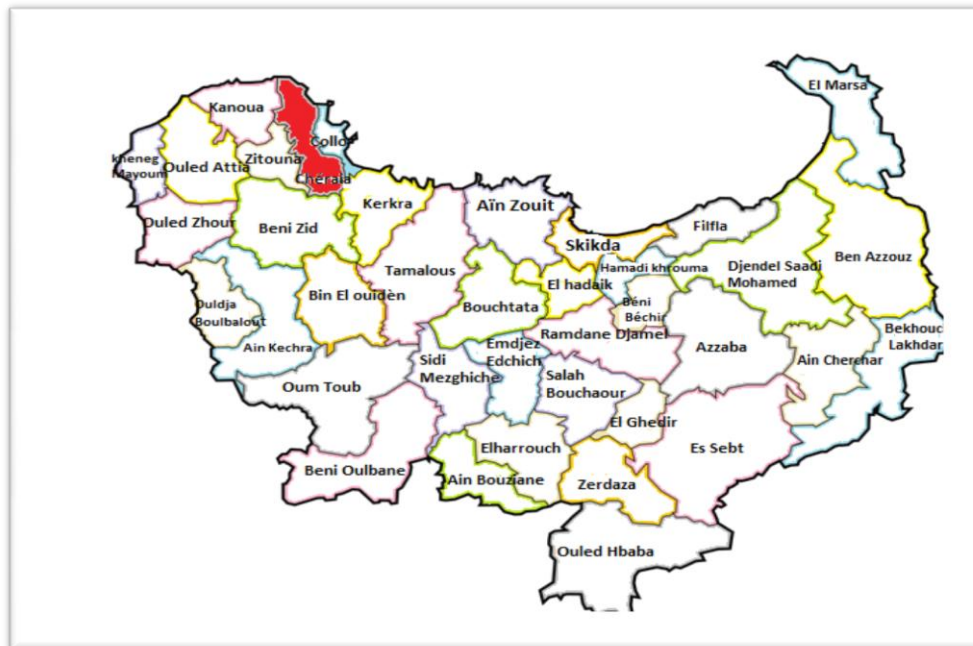 El Marsa
Kanoua
Collo
kheneg
Mayoum
Ouled Attia
Zitouna
Chéraia
Kerkra
Aïn Zouit
Ouled Zhour
Beni Zid
Filfla
Skikda
Ben Azzouz
Tamalous
Hamadi khrouma
Djendel Saadi
Mohamed
El hadaik
Bin El ouidèn
Bouchtata
Béni
Béchir
Ouldja
Boulbalout
Bekhouc
Lakhdar
Ramdane Djamel
Emdjez
Edchich
Azzaba
Ain Kechra
Sidi
Mezghiche
Ain Cherchar
Oum Toub
Salah
Bouchaour
El Ghedir
Elharrouch
Es Sebt
Beni Oulbane
Ain Bouziane
Zerdaza
Ouled Hbaba